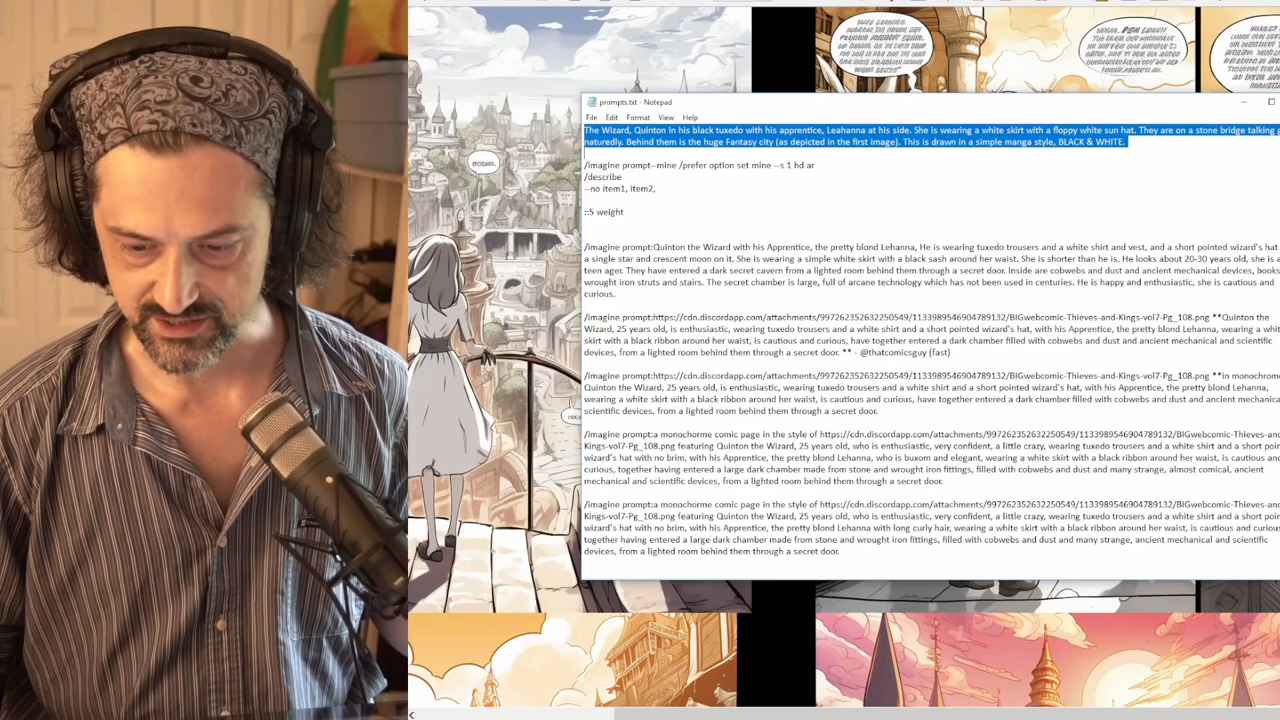 prompts.txt - Notepad
File Edit Format View Help
The Wizard, Quinton in his black tuxedo with his apprentice, Leahanna at his side. She is wearing a white skirt with a floppy white sun hat. They are on a stone bridge talking
naturedly. Behind them is the huge Fantasy city (as depicted in the first image). This is drawn in a simple manga style, BLACK & WHITE.
/imagine prompt--mine /prefer option set mine --s 1 hd ar
/describe
--no item1, item2,
::5 weight
/imagine prompt:Quinton the Wizard with his Apprentice, the pretty blond Lehanna, He is wearing tuxedo trousers and a white shirt and vest, and a short pointed wizard's hat
a single star and crescent moon on it. She is wearing a simple white skirt with a black sash around her waist. She is shorter than he is. He looks about 20-30 years old, she is a
teen ager. They have entered a dark secret cavern from a lighted room behind them through a secret door. Inside are cobwebs and dust and ancient mechanical devices, books
wrought iron struts and stairs. The secret chamber is large, full of arcane technology which has not been used in centuries. He is happy and enthusiastic, she is cautious and
curious.
/imagine prompt:https://cdn.discordapp.com/attachments/997262352632250549/1133989546904789132/BIGwebcomic-Thieves-and-Kings-vol7-Pg_108.png **Quinton the
Wizard, 25 years old, is enthusiastic, wearing tuxedo trousers and a white shirt and a short pointed wizard's hat, with his Apprentice, the pretty blond Lehanna, wearing a
skirt with a black ribbon around her waist, is cautious and curious, have together entered a dark chamber filled with cobwebs and dust and ancient mechanical and scientific
devices, from a lighted room behind them through a secret door. ** - @thatcomicsguy (fast)
/imagine prompt:https://cdn.discordapp.com/attachments/997262352632250549/1133989546904789132/BIGwebcomic-Thieves-and-Kings-vol7-Pg_108.png **in monochrome
Quinton the Wizard, 25 years old, is enthusiastic, wearing tuxedo trousers and a white shirt and a short pointed wizard's hat, with his Apprentice, the pretty blond Lehanna,
wearing a white skirt with a black ribbon around her waist, is cautious and curious, have together entered a dark chamber filled with cobwebs and dust and ancient mechanical
scientific devices, from a lighted room behind them through a secret door.
/imagine prompt:a monochorme comic page in the style of https://cdn.discordapp.com/attachments/997262352632250549/1133989546904789132/BIGwebcomic-Thieves-and-
Kings-vol7-Pg_108.png featuring Quinton the Wizard, 25 years old, who is enthusiastic, very confident, a little crazy, wearing tuxedo trousers and a white shirt and a short
wizard's hat with no brim, with his Apprentice, the pretty blond Lehanna, who is buxom and elegant, wearing a white skirt with a black ribbon around her waist, is cautious
curious, together having entered a large dark chamber made from stone and wrought iron fittings, filled with cobwebs and dust and many strange, almost comical, ancient
mechanical and scientific devices, from a lighted room behind them through a secret door.
/imagine prompt:a monochorme comic page in the style of https://cdn.discordapp.com/attachments/997262352632250549/1133989546904789132/BIGwebcomic-Thieves-and-
Kings-vol7-Pg_108.png featuring Quinton the Wizard, 25 years old, who is enthusiastic, very confident, a little crazy, wearing tuxedo trousers and a white shirt and a short
wizard's hat with no brim, with his Apprentice, the pretty blond Lehanna with long curly hair, wearing a white skirt with a black ribbon around her waist, is cautious and
together having entered a large dark chamber made from stone and wrought iron fittings, filled with cobwebs and dust and many strange, ancient mechanical and scientific
devices, from a lighted room behind them through a secret door.